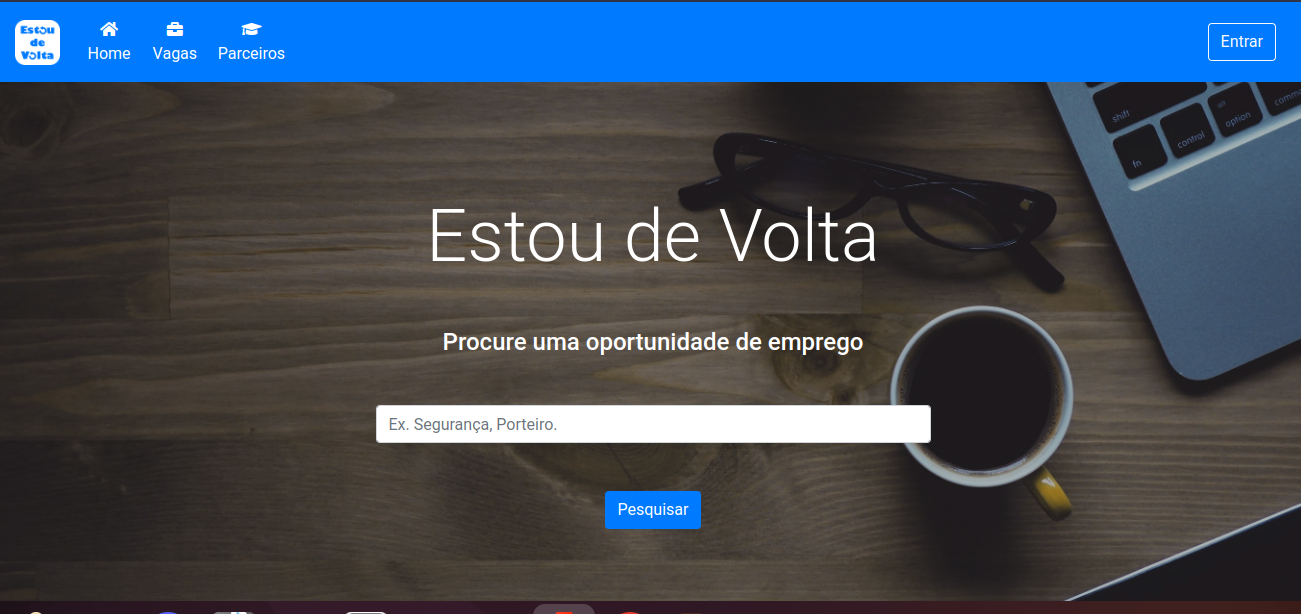 Estou
de
Volta
Home
Vagas
Parceiros
Entrar
shift
fn
control
alt
option
Estou de Volta
Procure uma oportunidade de emprego
Ex. Segurança, Porteiro.
Pesquisar